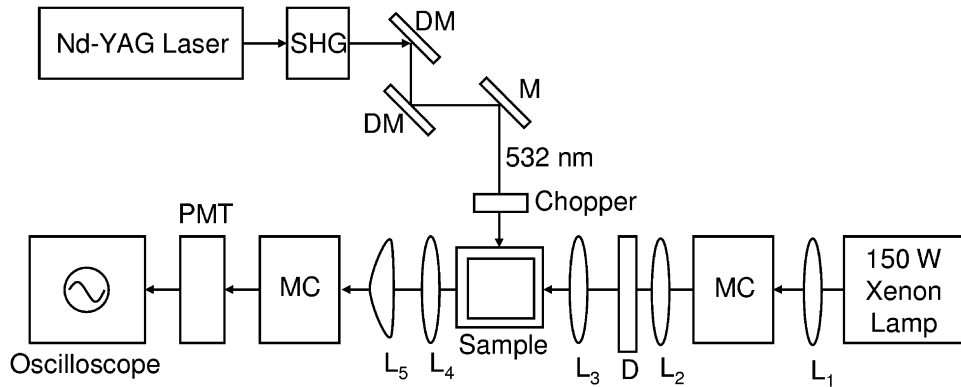 Nd-YAG Laser
SHG
DM
DM
M
532 nm
Chopper
PMT
MC
MC
150 W
Xenon
Lamp
Sample
Oscilloscope
L5
L4
L3
D
L2
L1